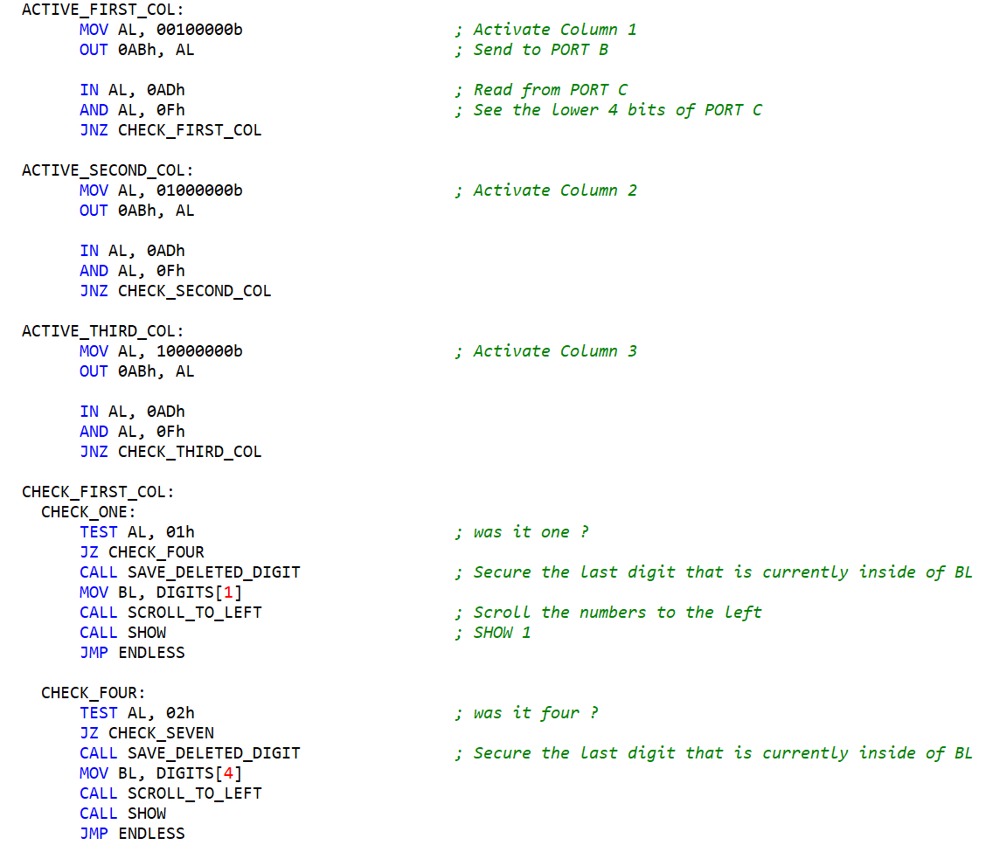 ACTIVE_FIRST_COL:
MOV AL, 00100000b ; Activate Column 1
OUT 0ABh, AL ; Send to PORT B
IN AL, 0ADh ; Read from PORT C
AND AL, 0Fh ; See the lower 4 bits of PORT C
JNZ CHECK_FIRST_COL
ACTIVE_SECOND_COL:
MOV AL, 01000000b ; Activate Column 2
OUT 0ABh, AL
IN AL, 0ADh
AND AL, 0Fh
JNZ CHECK_SECOND_COL
ACTIVE_THIRD_COL:
MOV AL, 10000000b ; Activate Column 3
OUT 0ABh, AL
IN AL, 0ADh
AND AL, 0Fh
JNZ CHECK_THIRD_COL
CHECK_FIRST_COL:
CHECK_ONE:
TEST AL, 01h ; was it one ?
JZ CHECK_FOUR
CALL SAVE_DELETED_DIGIT ; Secure the last digit that is currently inside of BL
MOV BL, DIGITS[1]
CALL SCROLL_TO_LEFT ; Scroll the numbers to the left
CALL SHOW ; SHOW 1
JMP ENDLESS
CHECK_FOUR:
TEST AL, 02h ; was it four ?
JZ CHECK_SEVEN
CALL SAVE_DELETED_DIGIT ; Secure the last digit that is currently inside of BL
MOV BL, DIGITS[4]
CALL SCROLL_TO_LEFT
CALL SHOW
JMP ENDLESS